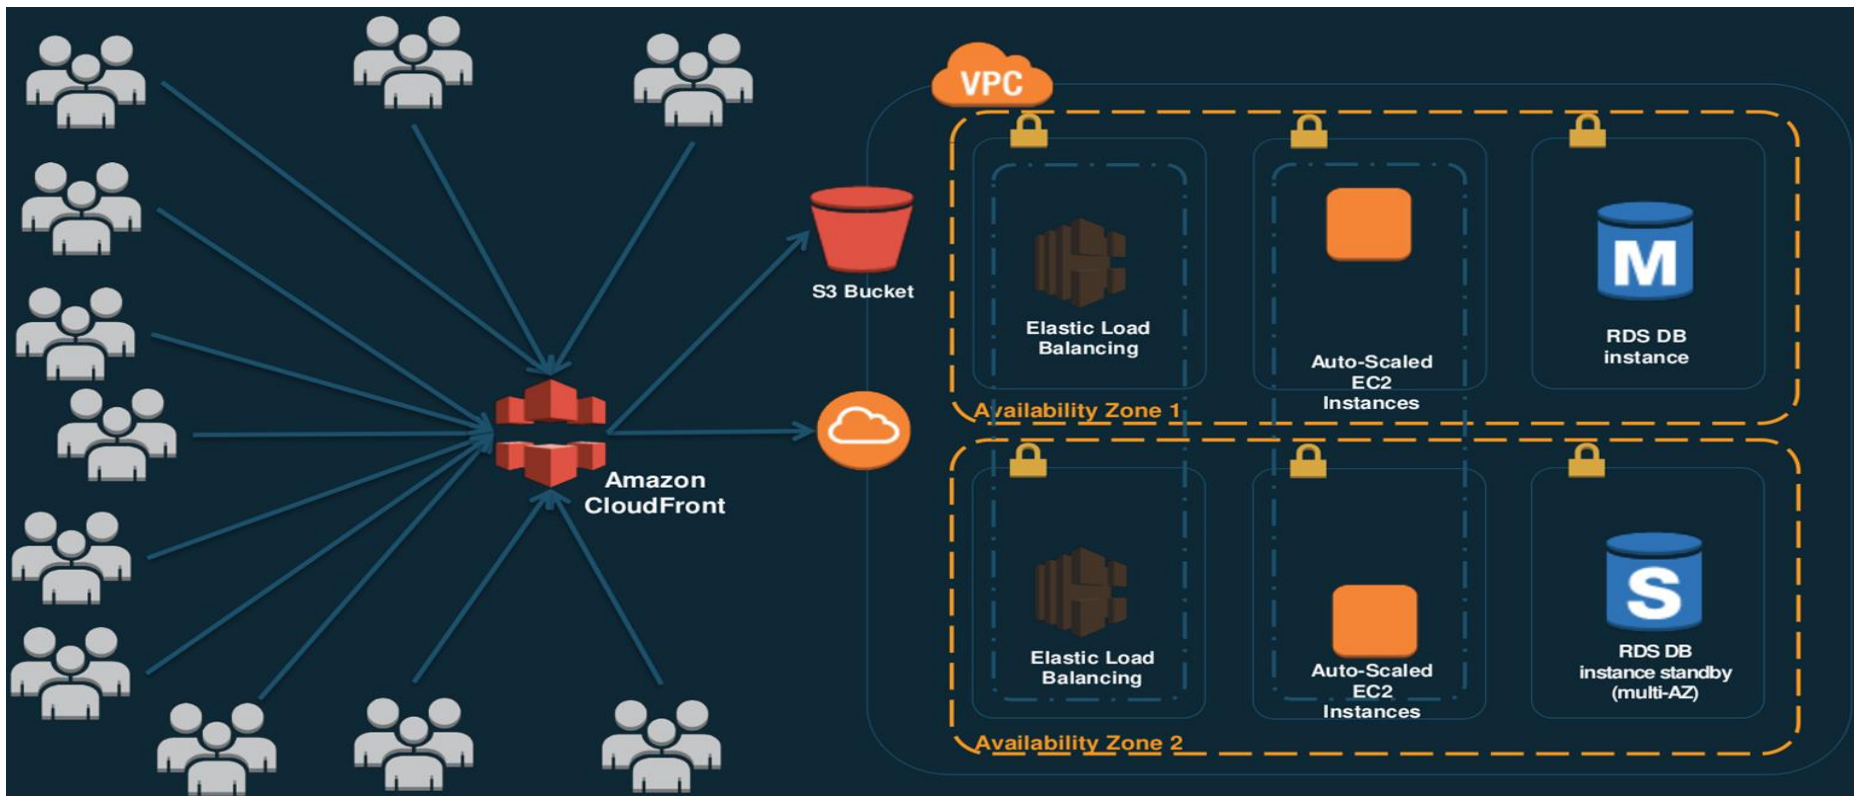 VPC
S3 Bucket
Amazon
CloudFront
Elastic Load
Balancing
Auto-Scaled
EC2
Instances
M
RDS DB
instance
Availability Zone 1
Elastic Load
Balancing
Auto-Scaled
EC2
Instances
S
RDS DB
instance standby
(multi-AZ)
Availability Zone 2